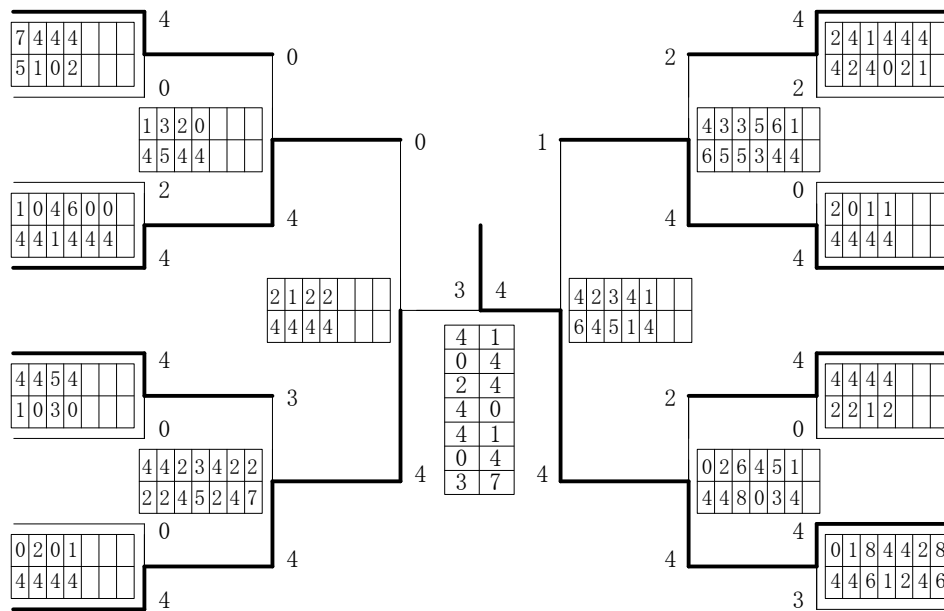 4 4
7 4 4 4 2 4 1 4 4 4
5 1 0 2 0 2 4 2 4 0 2 1
0 2
1 3 2 0 4 3 3 5 6 1
4 5 4 4 0 1 6 5 5 3 4 4
2 0
1 0 4 6 0 0 2 0 1 1
4 4 1 4 4 4 4 4 4 4 4 4
4 4
2 1 2 2 3 4 4 2 3 4 1
4 4 4 4 6 4 5 1 4
4 1
0 4
4 4
4 4 5 4 2 4 4 4 4 4
1 0 3 0 3 4 0 2 2 2 1 2
0 4 1 0
4 4 2 3 4 2 2 0 4 0 2 6 4 5 1
2 2 4 5 2 4 7 4 3 7 4 4 4 8 0 3 4
0 4
0 2 0 1 4 4 0 1 8 4 4 2 8
4 4 4 4 4 4 6 1 2 4 6
4 3